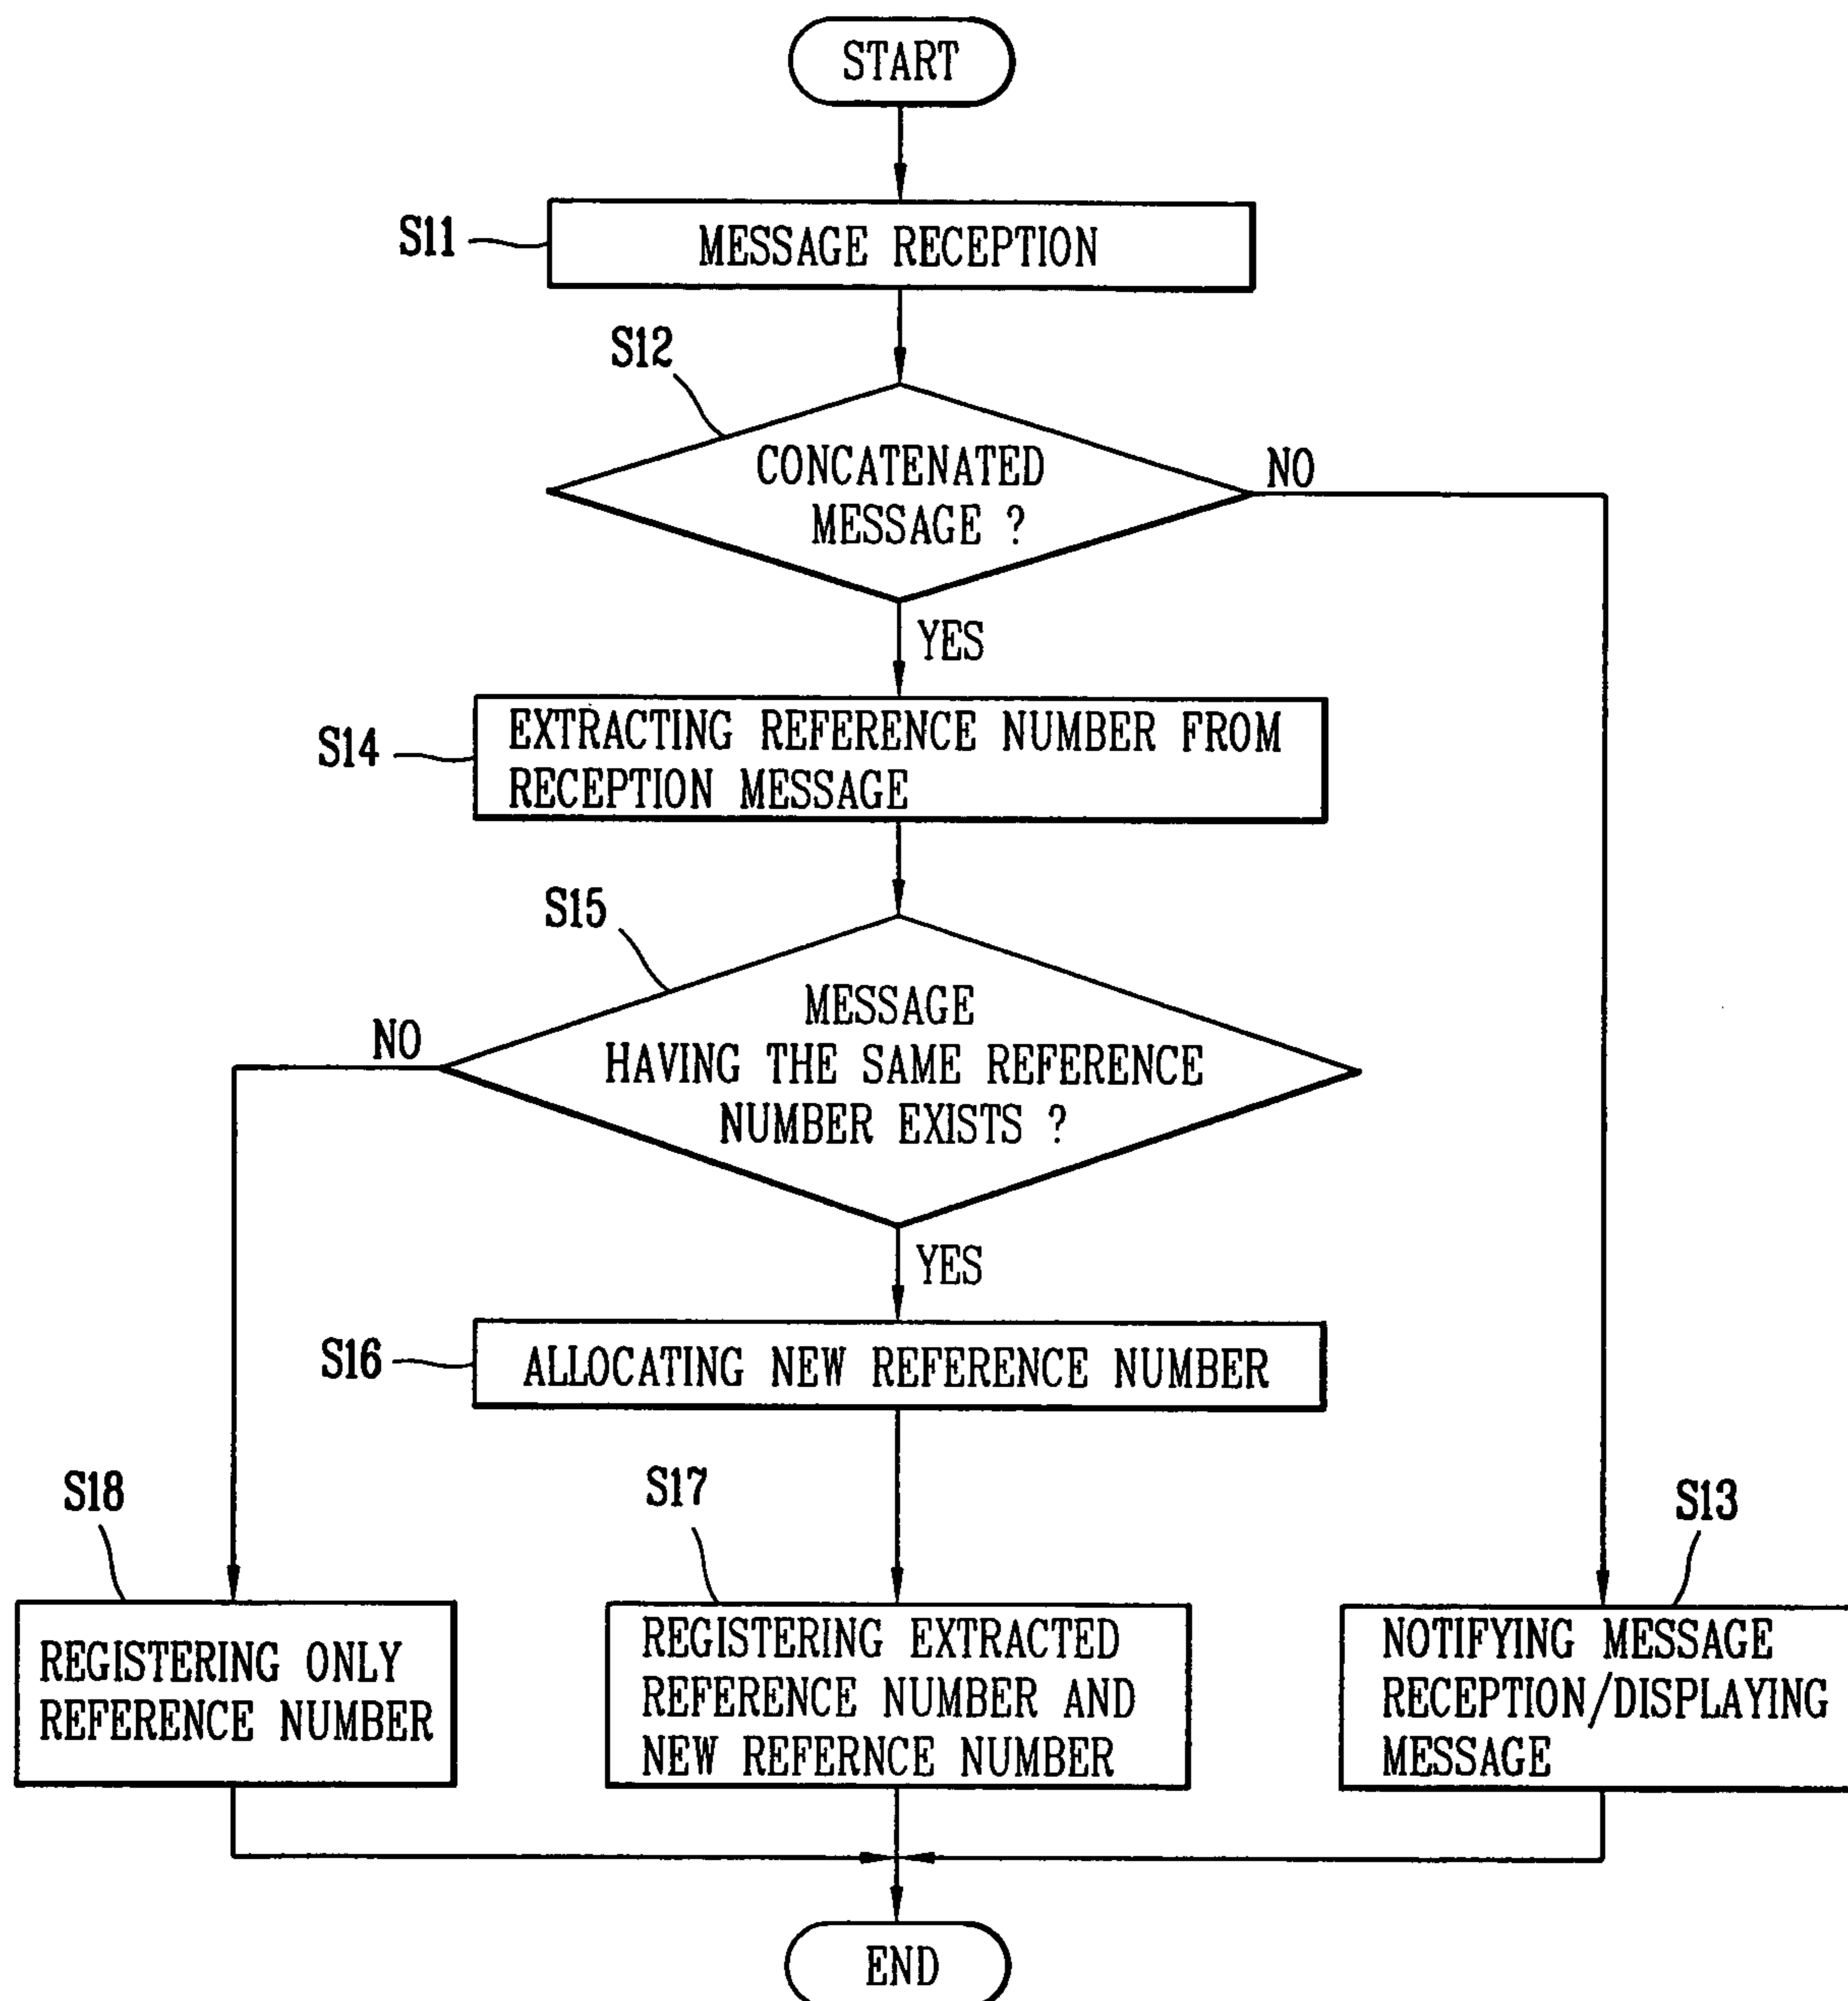 START
S11
MESSAGE RECEPTION
S12
CONCATENATED
MESSAGE ?
NO
YES
S14
EXTRACTING REFERENCE NUMBER FROM
RECEPTION MESSAGE
S15
MESSAGE
HAVING THE SAME REFERENCE
NUMBER EXISTS ?
NO
YES
S16
ALLOCATING NEW REFERENCE NUMBER
S18
REGISTERING ONLY
REFERENCE NUMBER
S17
REGISTERING EXTRACTED
REFERENCE NUMBER AND
NEW REFERNCE NUMBER
S13
NOTIFYING MESSAGE
RECEPTION/DISPLAYING
MESSAGE
END